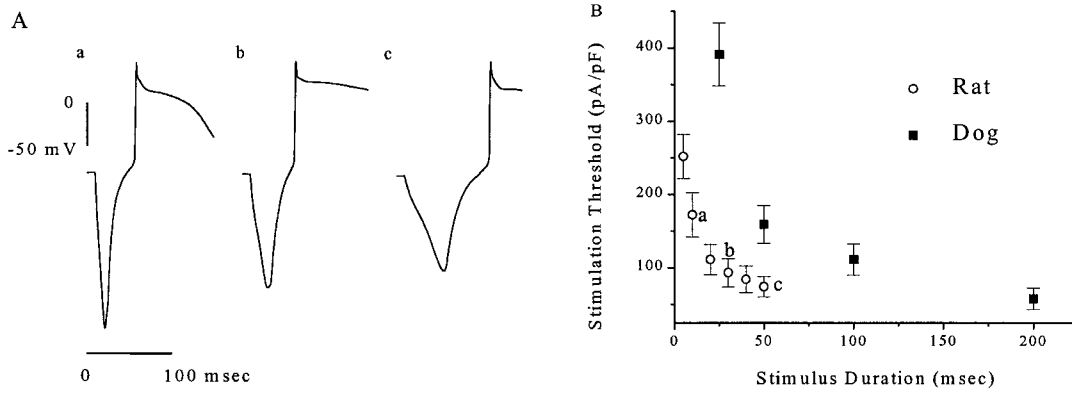 A
a
b
c
0
-50 mV
0
100 msec
B
Stimulation Threshold (pA/pF)
400
300
200
100
Rat
Dog
a
b
c
0
50
100
150
200
Stimulus Duration (msec)